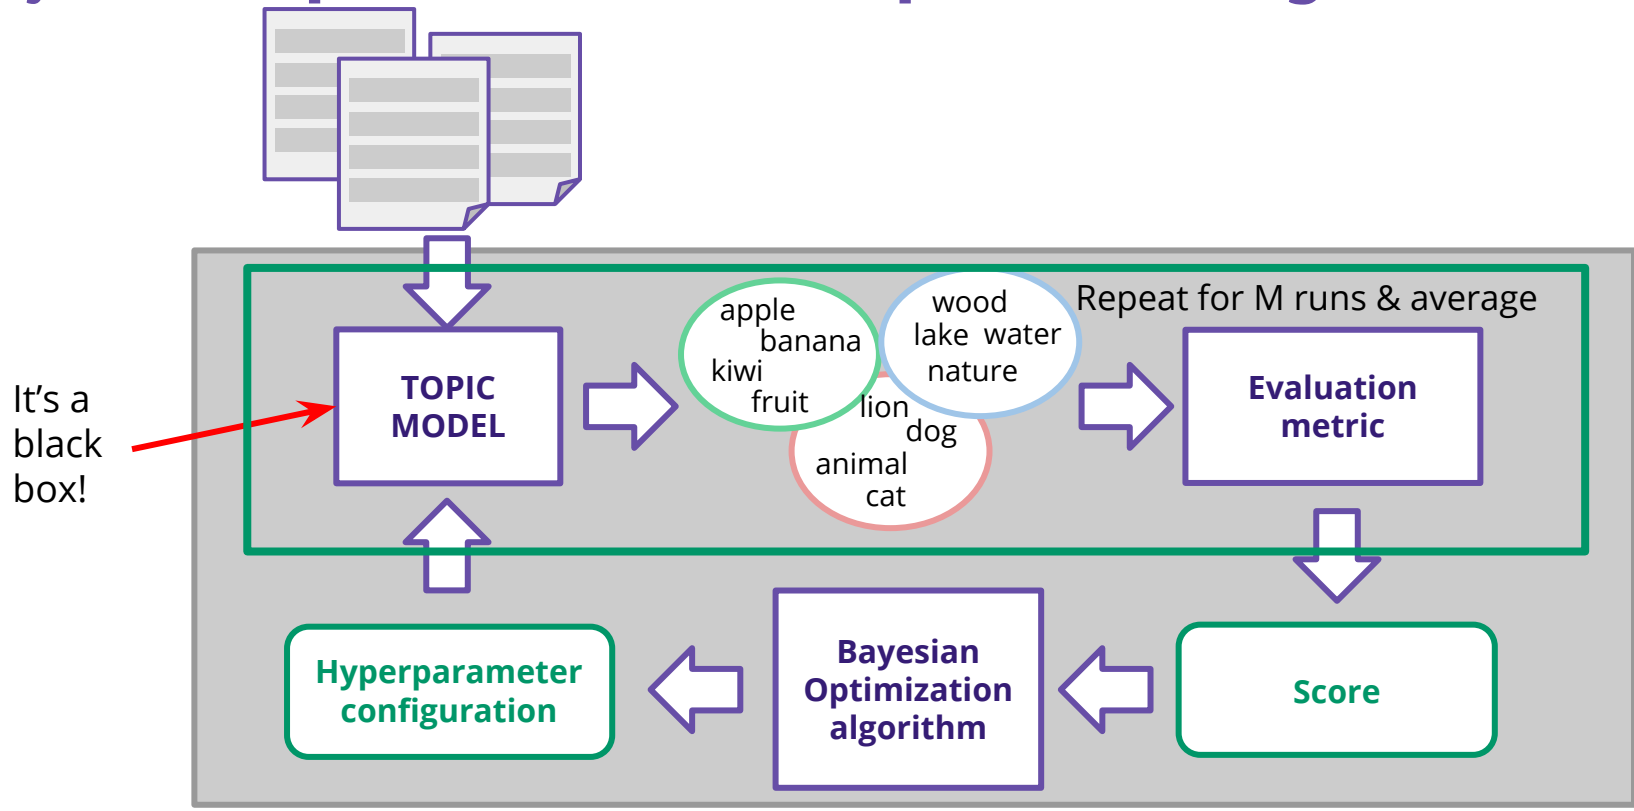 It's a
black
box!
TOPIC
MODEL
apple
banana
kiwi
fruit
wood
lake water
nature
lion
dog
animal
cat
Repeat for M runs & average
Evaluation
metric
Score
Bayesian
Optimization
algorithm
Hyperparameter
configuration